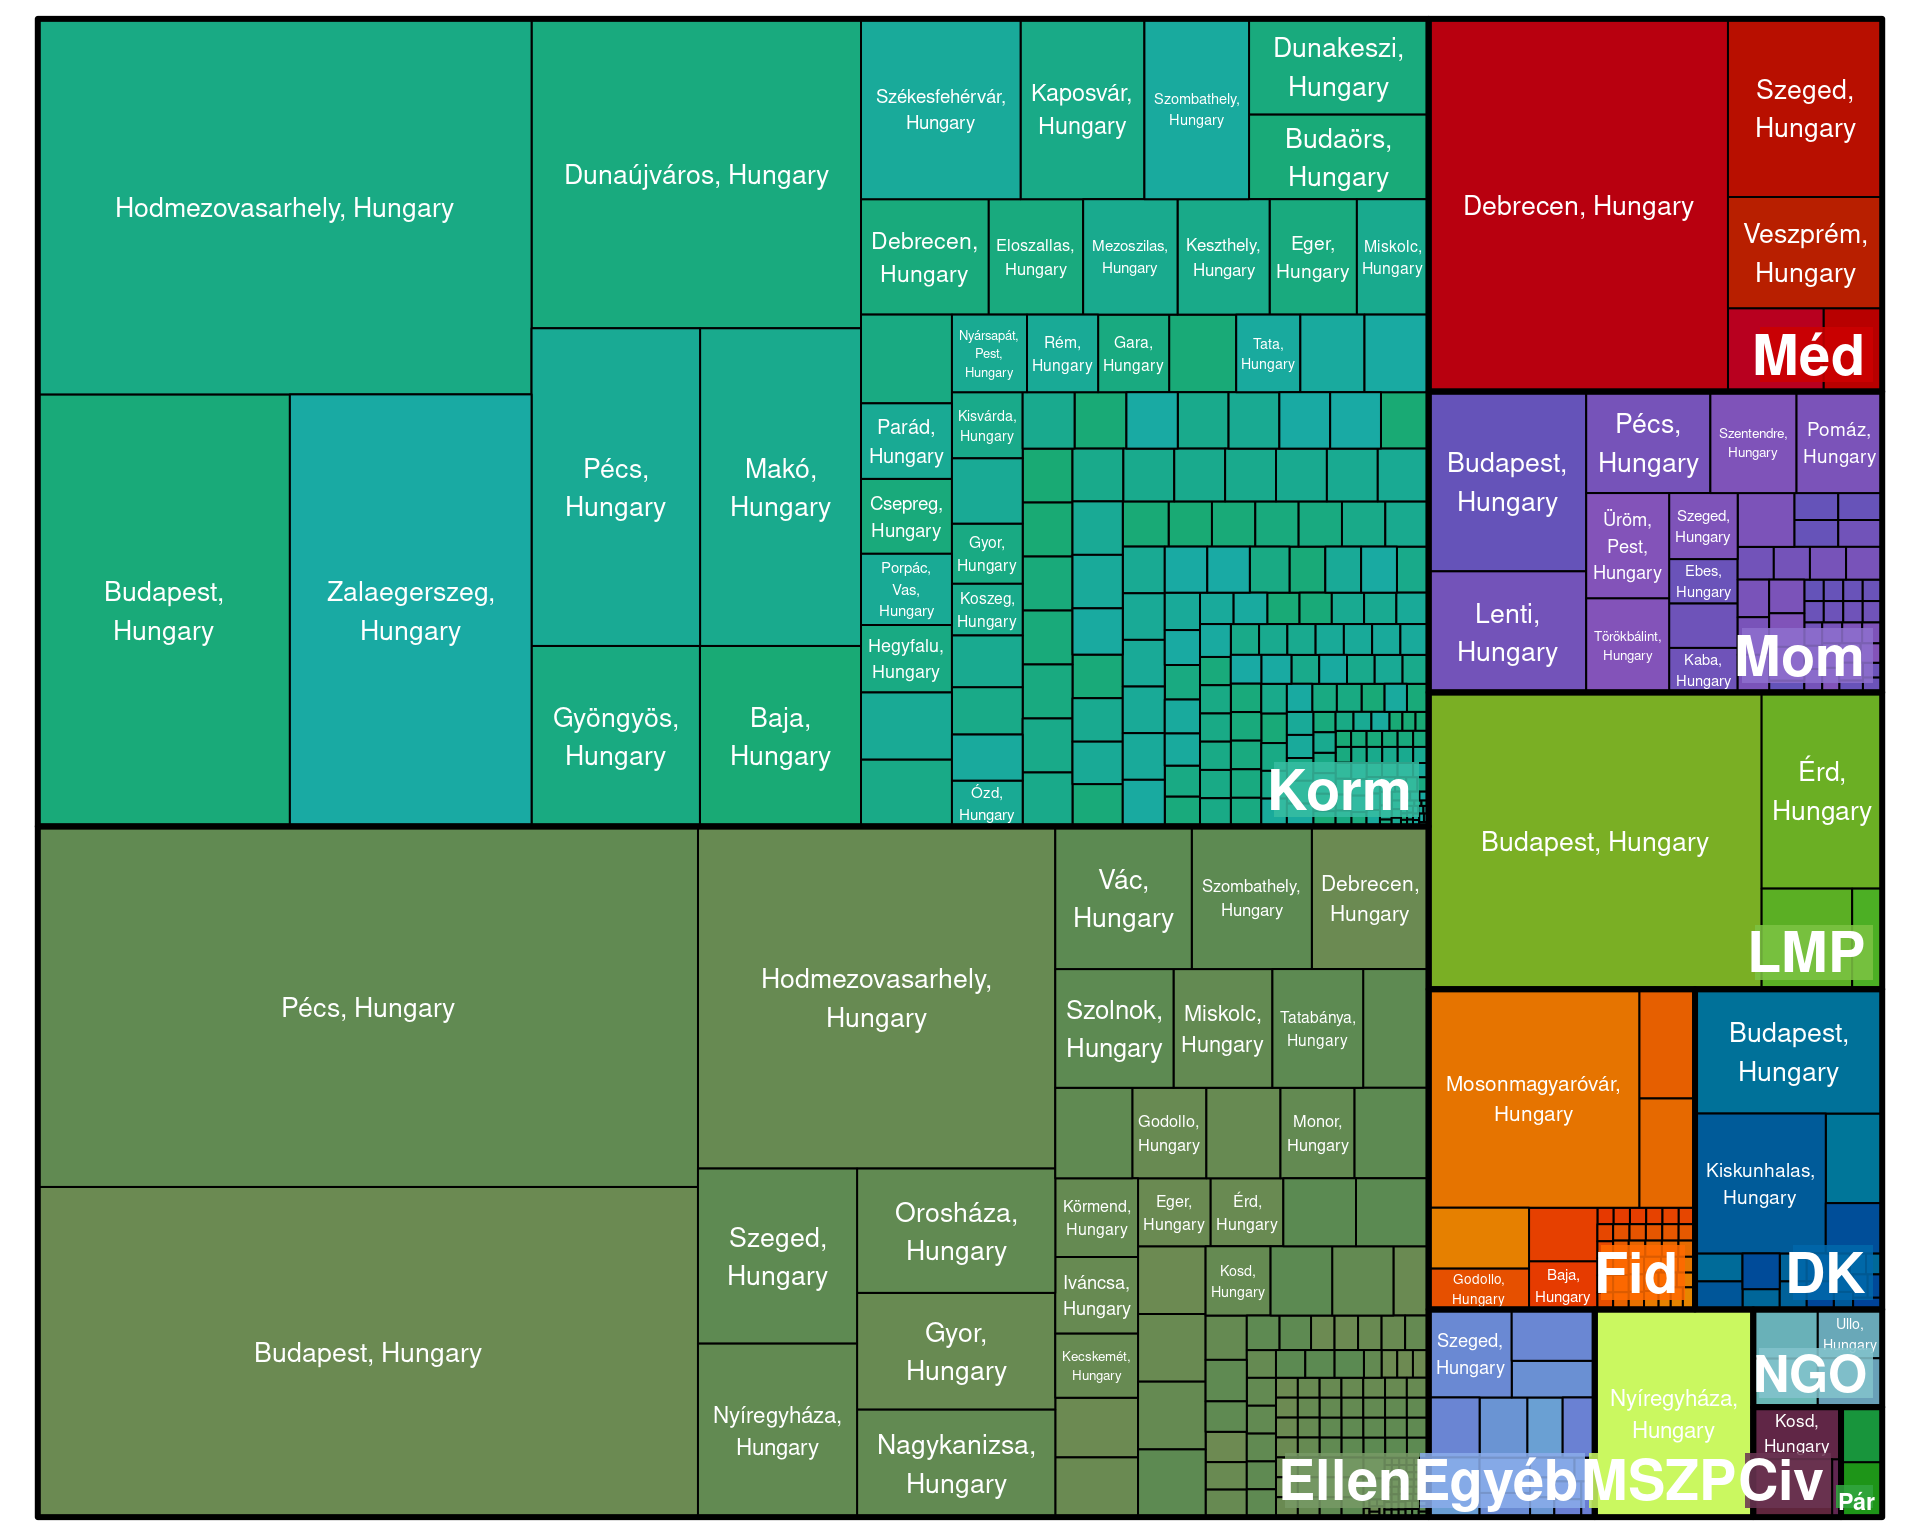 Hodmezovasarhely, Hungary
Dunaújváros, Hungary
Székesfehérvár,
Hungary
Kaposvár,
Hungary
Szombathely,
Hungary
Dunakeszi,
Hungary
Budaörs,
Hungary
Debrecen,
Hungary
Eloszallas,
Hungary
Mezoszilas,
Hungary
Keszthely,
Hungary
Eger,
Hungary
Miskolc,
Hungary
Nyársapát,
Pest,
Hungary
Rém,
Hungary
Gara,
Hungary
Tata,
Hungary
Budapest,
Hungary
Zalaegerszeg,
Hungary
Pécs,
Hungary
Makó,
Hungary
Parád,
Hungary
Kisvárda,
Hungary
Csepreg,
Hungary
Gyor,
Hungary
Porpác,
Vas,
Hungary
Koszeg,
Hungary
Hegyfalu,
Hungary
Gyöngyös,
Hungary
Baja,
Hungary
Ózd,
Hungary
Korm
Debrecen, Hungary
Szeged,
Hungary
Veszprém,
Hungary
Méd
Budapest,
Hungary
Pécs,
Hungary
Szentendre,
Hungary
Pomáz,
Hungary
Üröm,
Pest,
Hungary
Szeged,
Hungary
Ebes,
Hungary
Lenti,
Hungary
Törökbálint,
Hungary
Kaba,
Hungary
Mom
Budapest, Hungary
Érd,
Hungary
LMP
Pécs, Hungary
Budapest, Hungary
Hodmezovasarhely,
Hungary
Vác,
Hungary
Szombathely,
Hungary
Debrecen,
Hungary
Szolnok,
Hungary
Miskolc,
Hungary
Tatabánya,
Hungary
Godollo,
Hungary
Monor,
Hungary
Szeged,
Hungary
Orosháza,
Hungary
Körmend,
Hungary
Eger,
Hungary
Érd,
Hungary
Iváncsa,
Hungary
Kosd,
Hungary
Gyor,
Hungary
Kecskemét,
Hungary
Nyíregyháza,
Hungary
Nagykanizsa,
Hungary
Ellen
Mosonmagyaróvár,
Hungary
Godollo,
Hungary
Baja,
Hungary
Fid
Budapest,
Hungary
Kiskunhalas,
Hungary
DK
Szeged,
Hungary
Egyéb
Nyíregyháza,
Hungary
MSZP
Ullo,
Hungary
NGO
Kosd,
Hungary
Civ
Pár